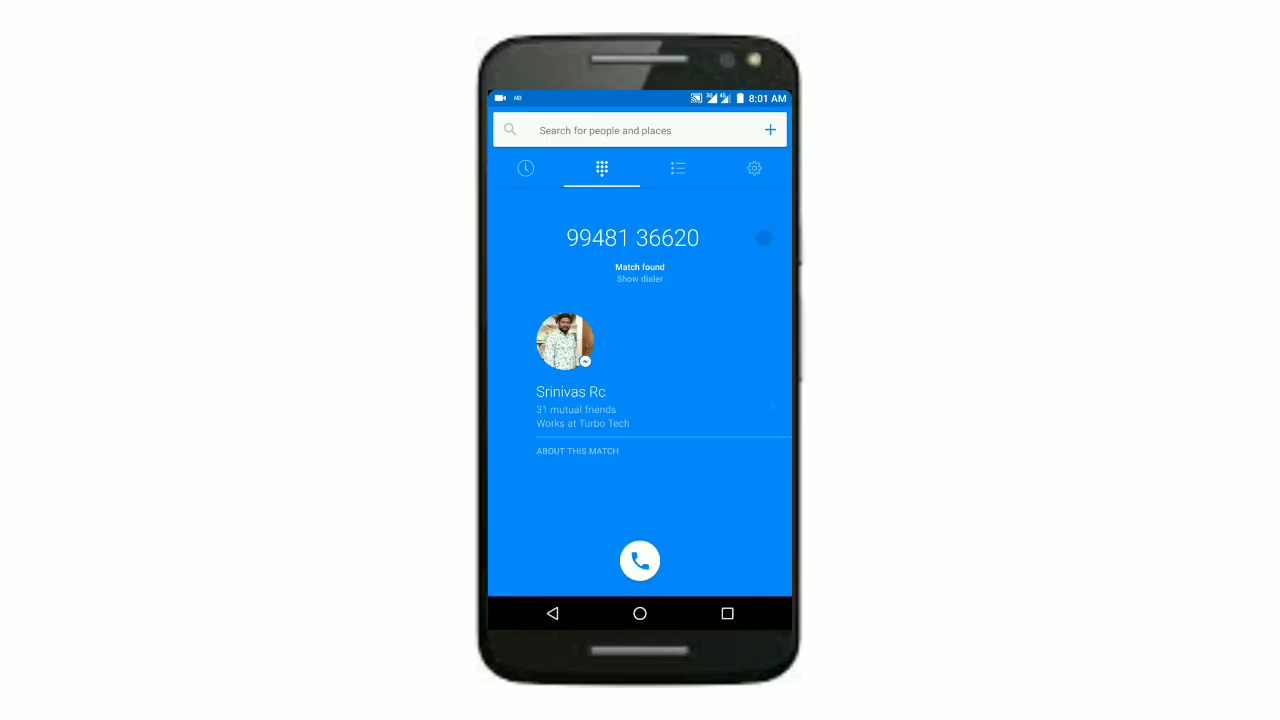 8:01 AM
Search for people and places
99481 36620
Match found
Show dialer
Srinivas Rc
31 mutual friends
Works at Turbo Tech
ABOUT THIS MATCH